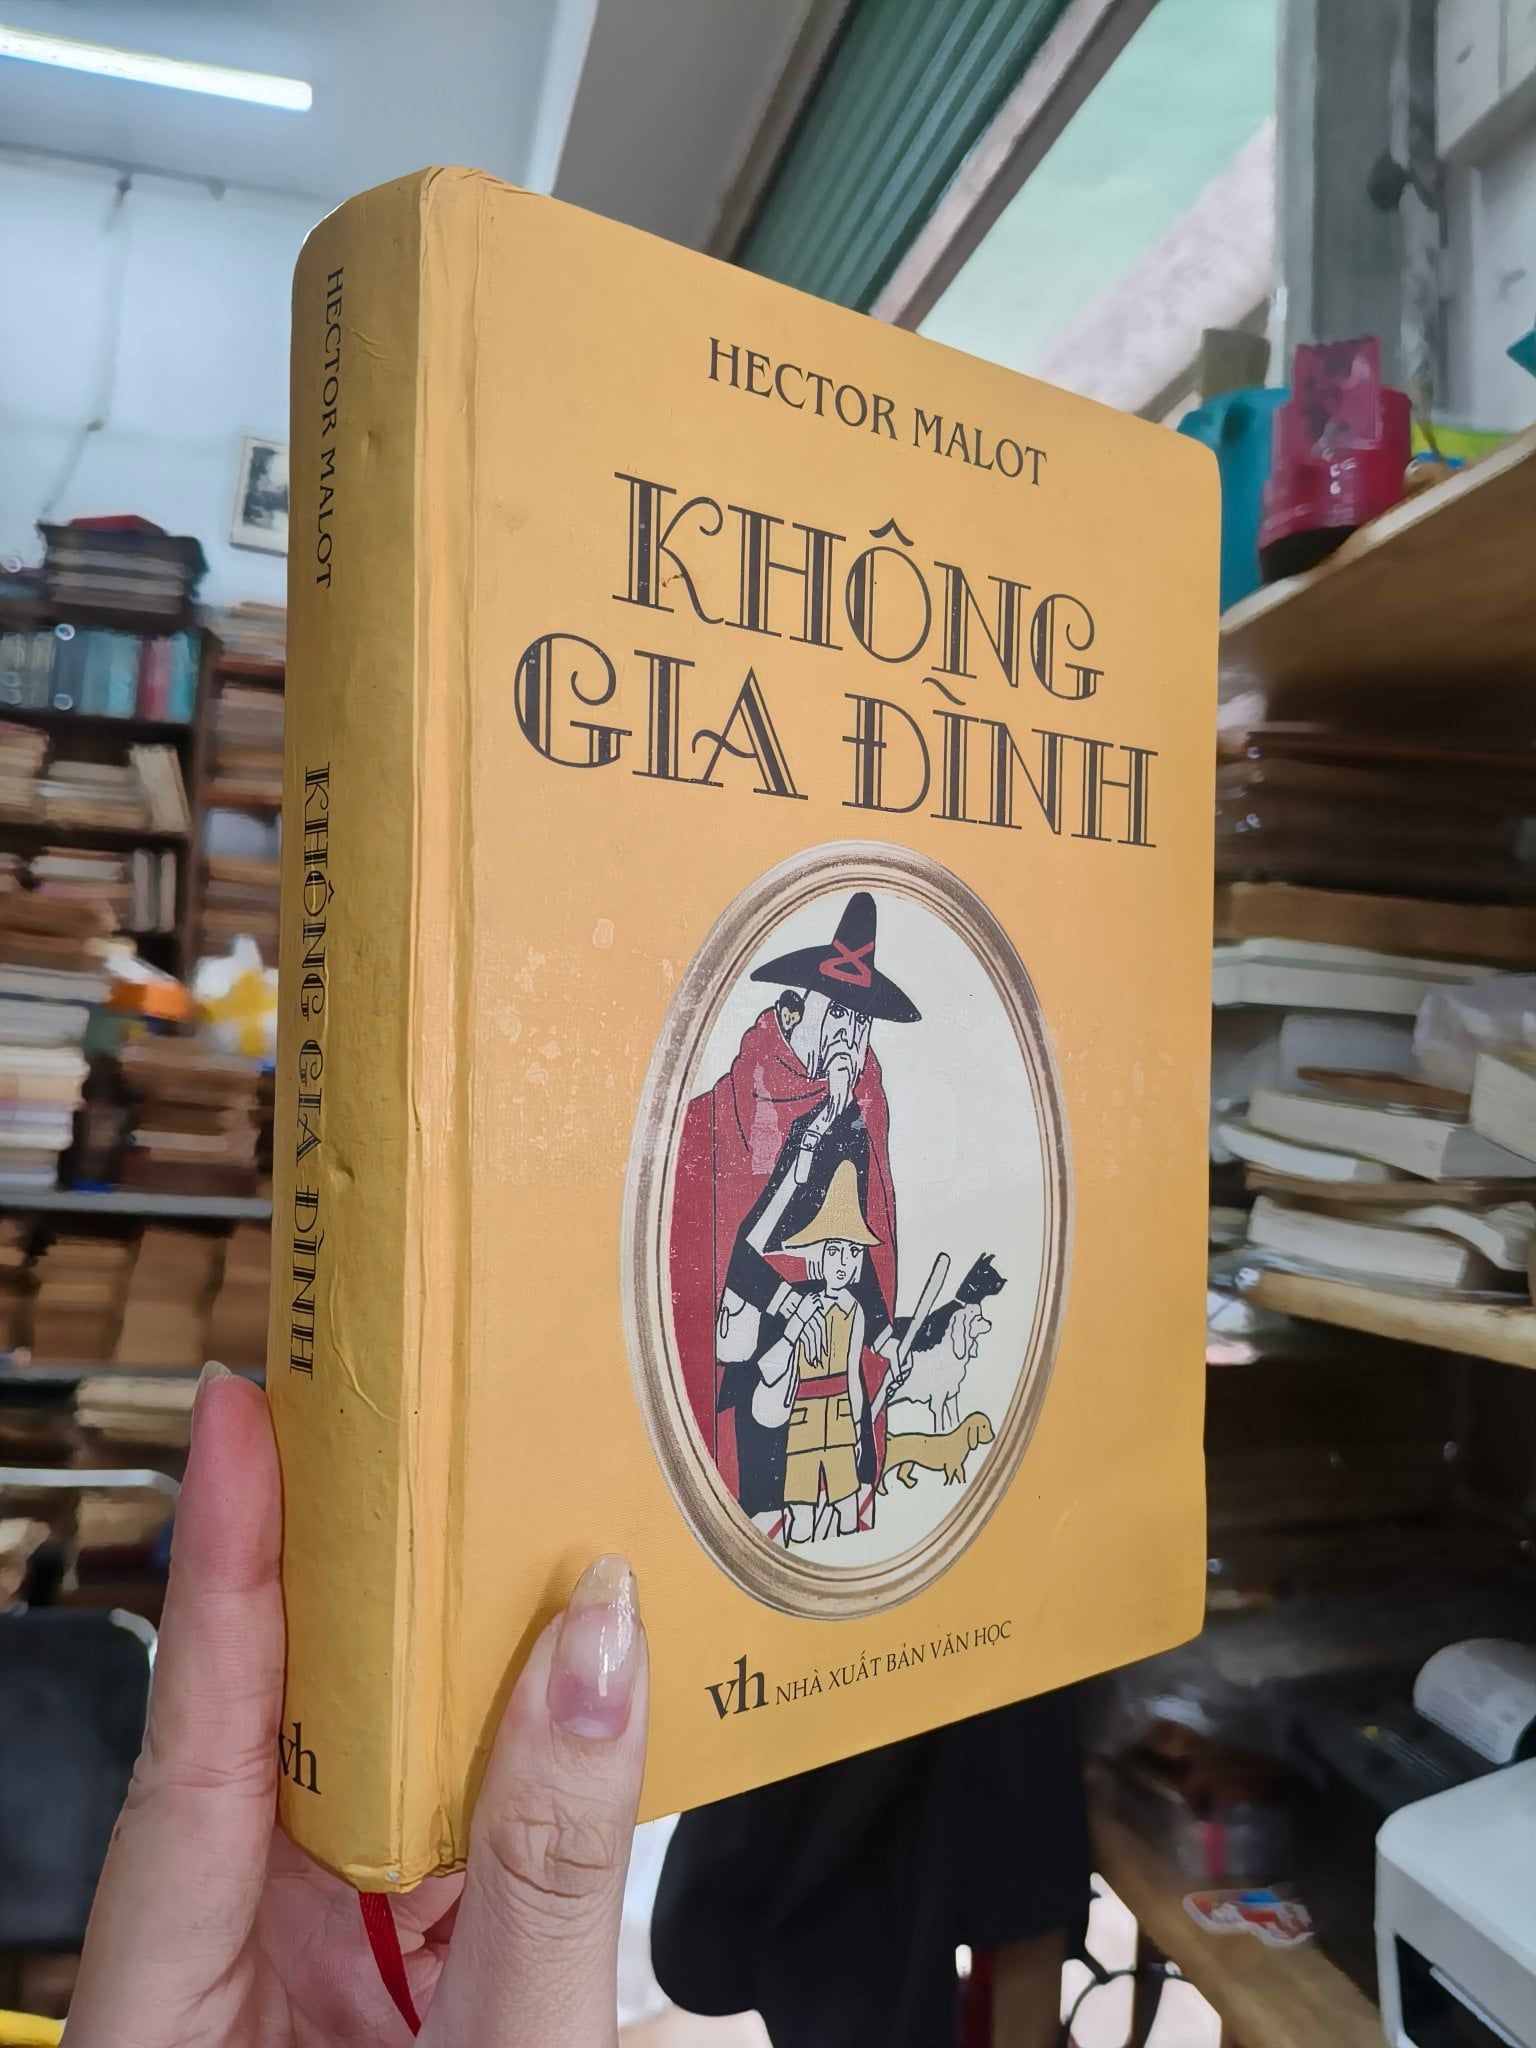 HECTOR MALOT
KHÔNG
GIA ĐÌNH
vh NHÀ XUẤT BẢN VĂN HỌC
HECTOR MALOT
KHÔNG GIA ĐÌNH
vh